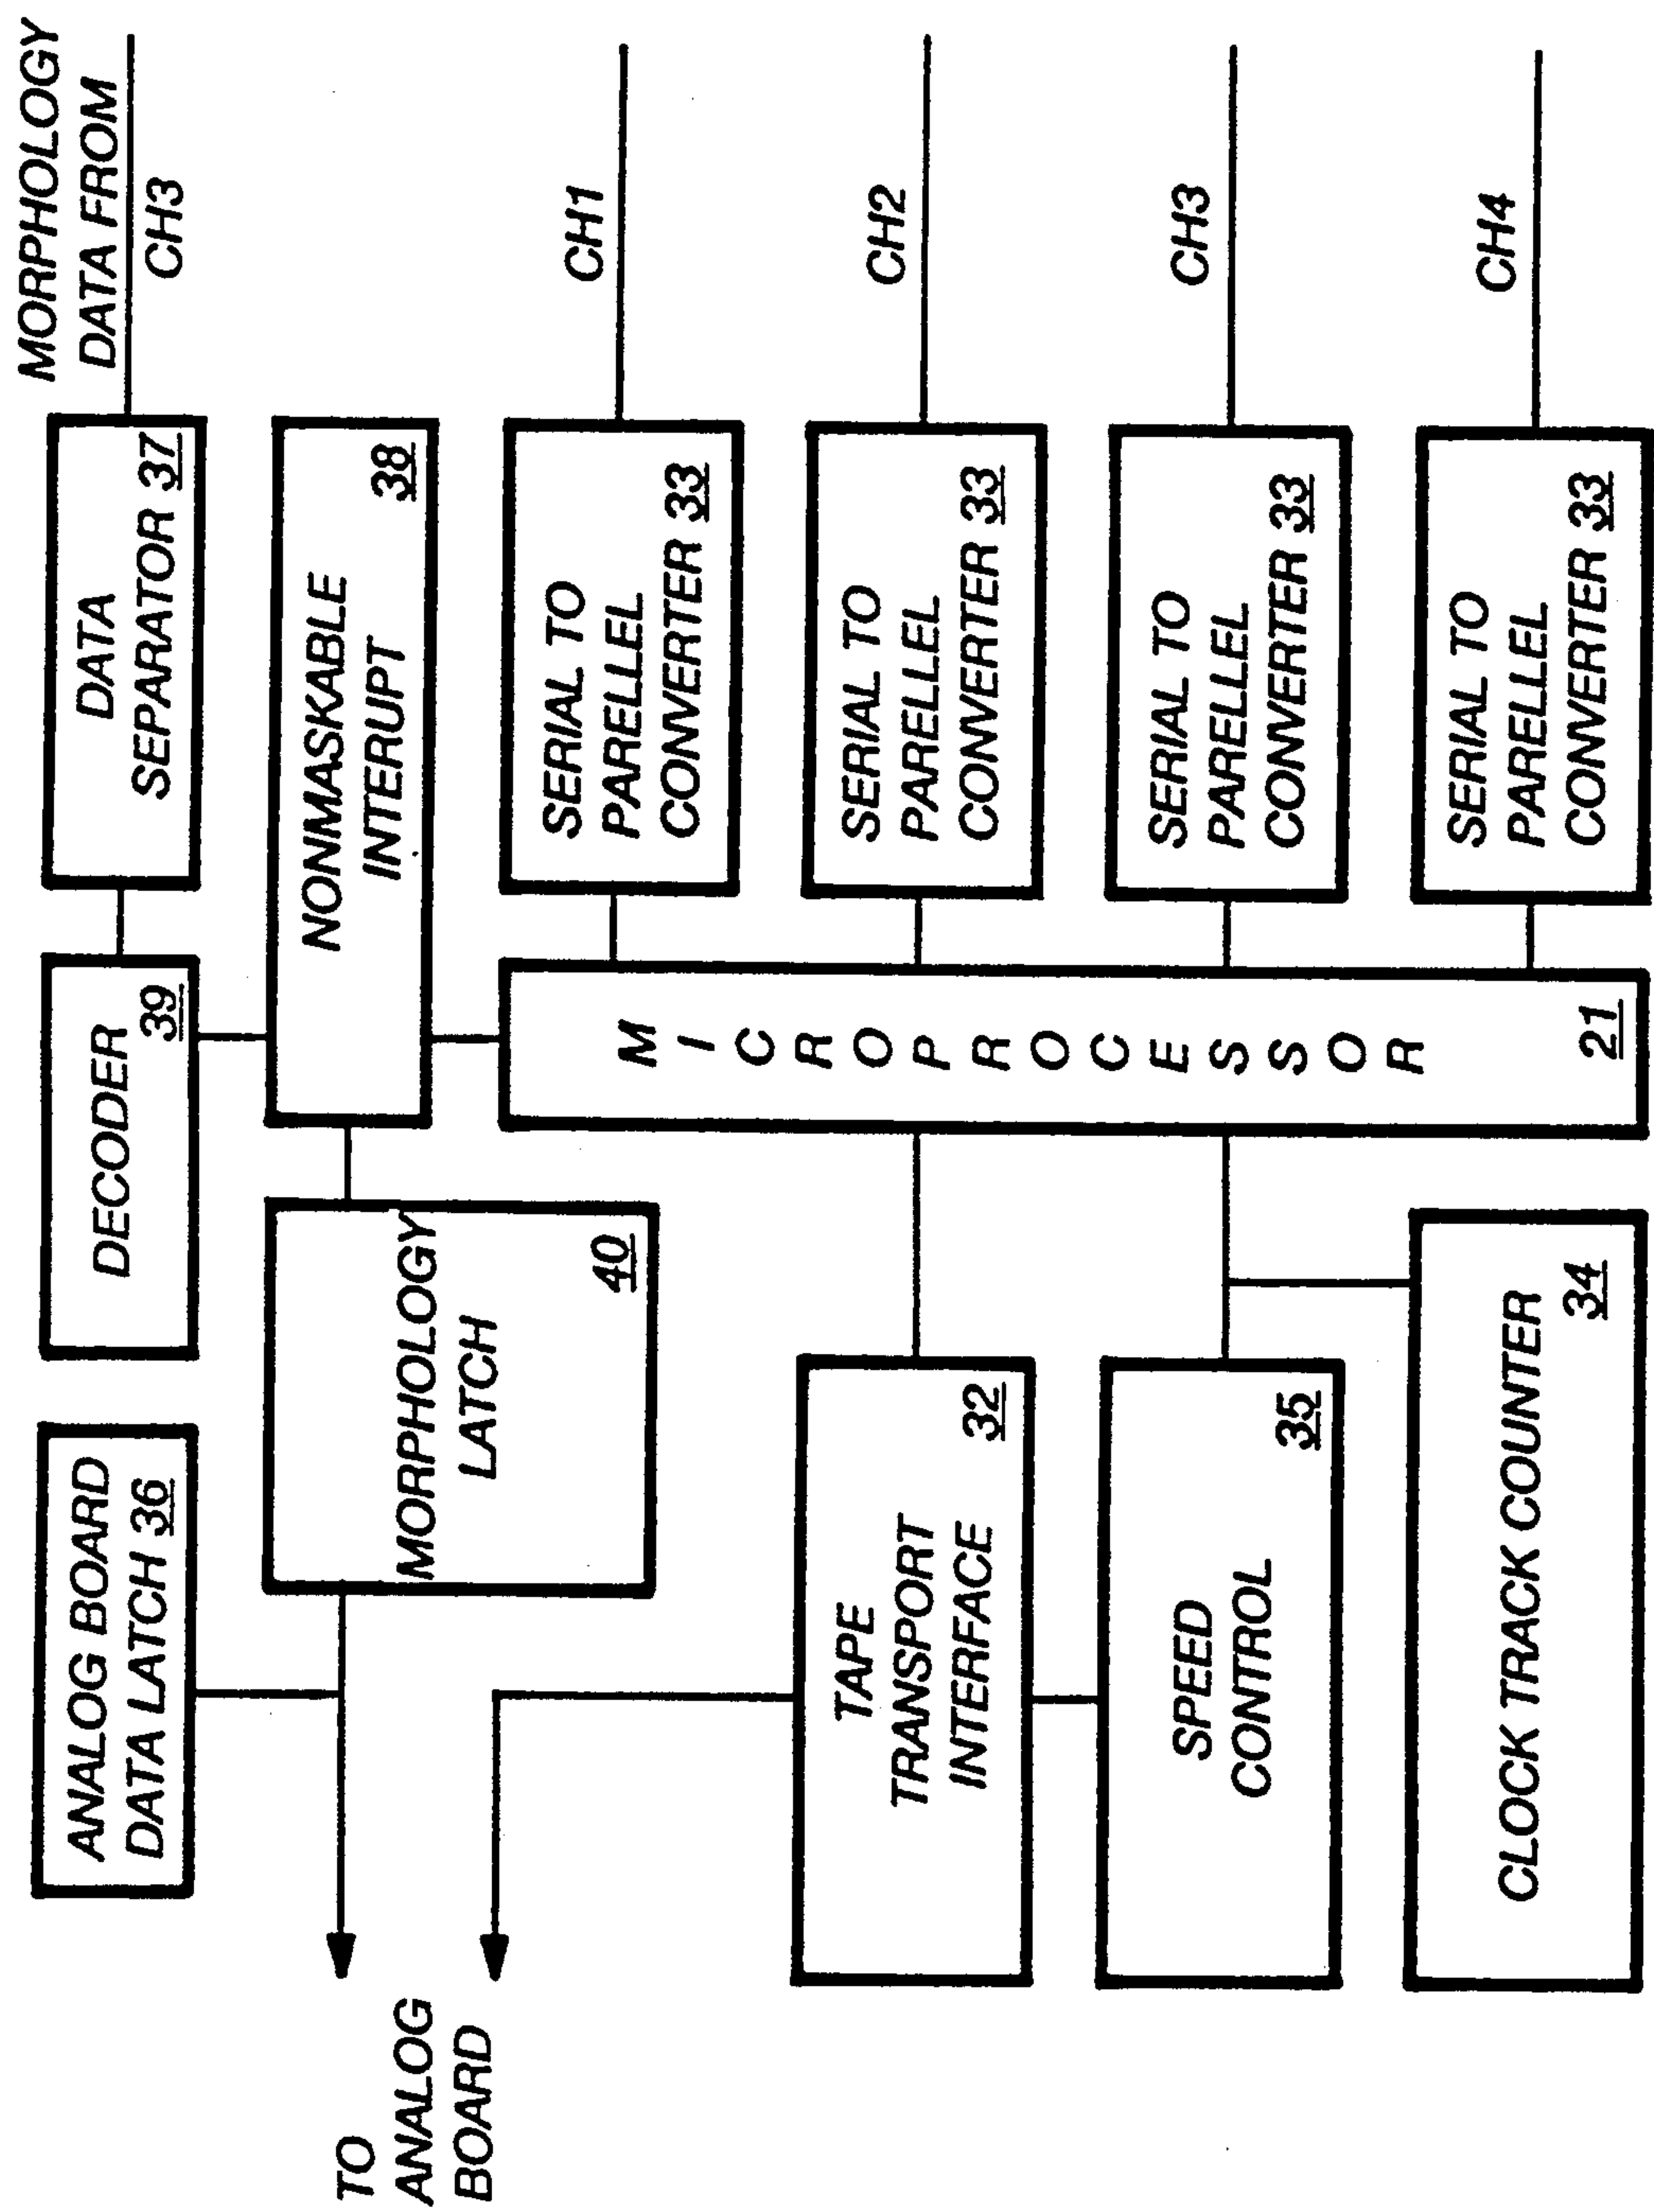 ANALOG BOARD
DATA LATCH 36
DECODER
39
DATA
SEPARATOR 37
MORPHOLOGY
DATA FROM
CH3
TO
ANALOG
BOARD
MORPHOLOGY
LATCH
40
NONMASKABLE
INTERUPT
38
MICROPROCESSOR
21
SERIAL TO
PARELLEL
CONVERTER 33
CH1
TAPE
TRANSPORT
INTERFACE
32
SERIAL TO
PARELLEL
CONVERTER 33
CH2
SPEED
CONTROL
35
SERIAL TO
PARELLEL
CONVERTER 33
CH3
CLOCK TRACK COUNTER
34
SERIAL TO
PARELLEL
CONVERTER 33
CH4